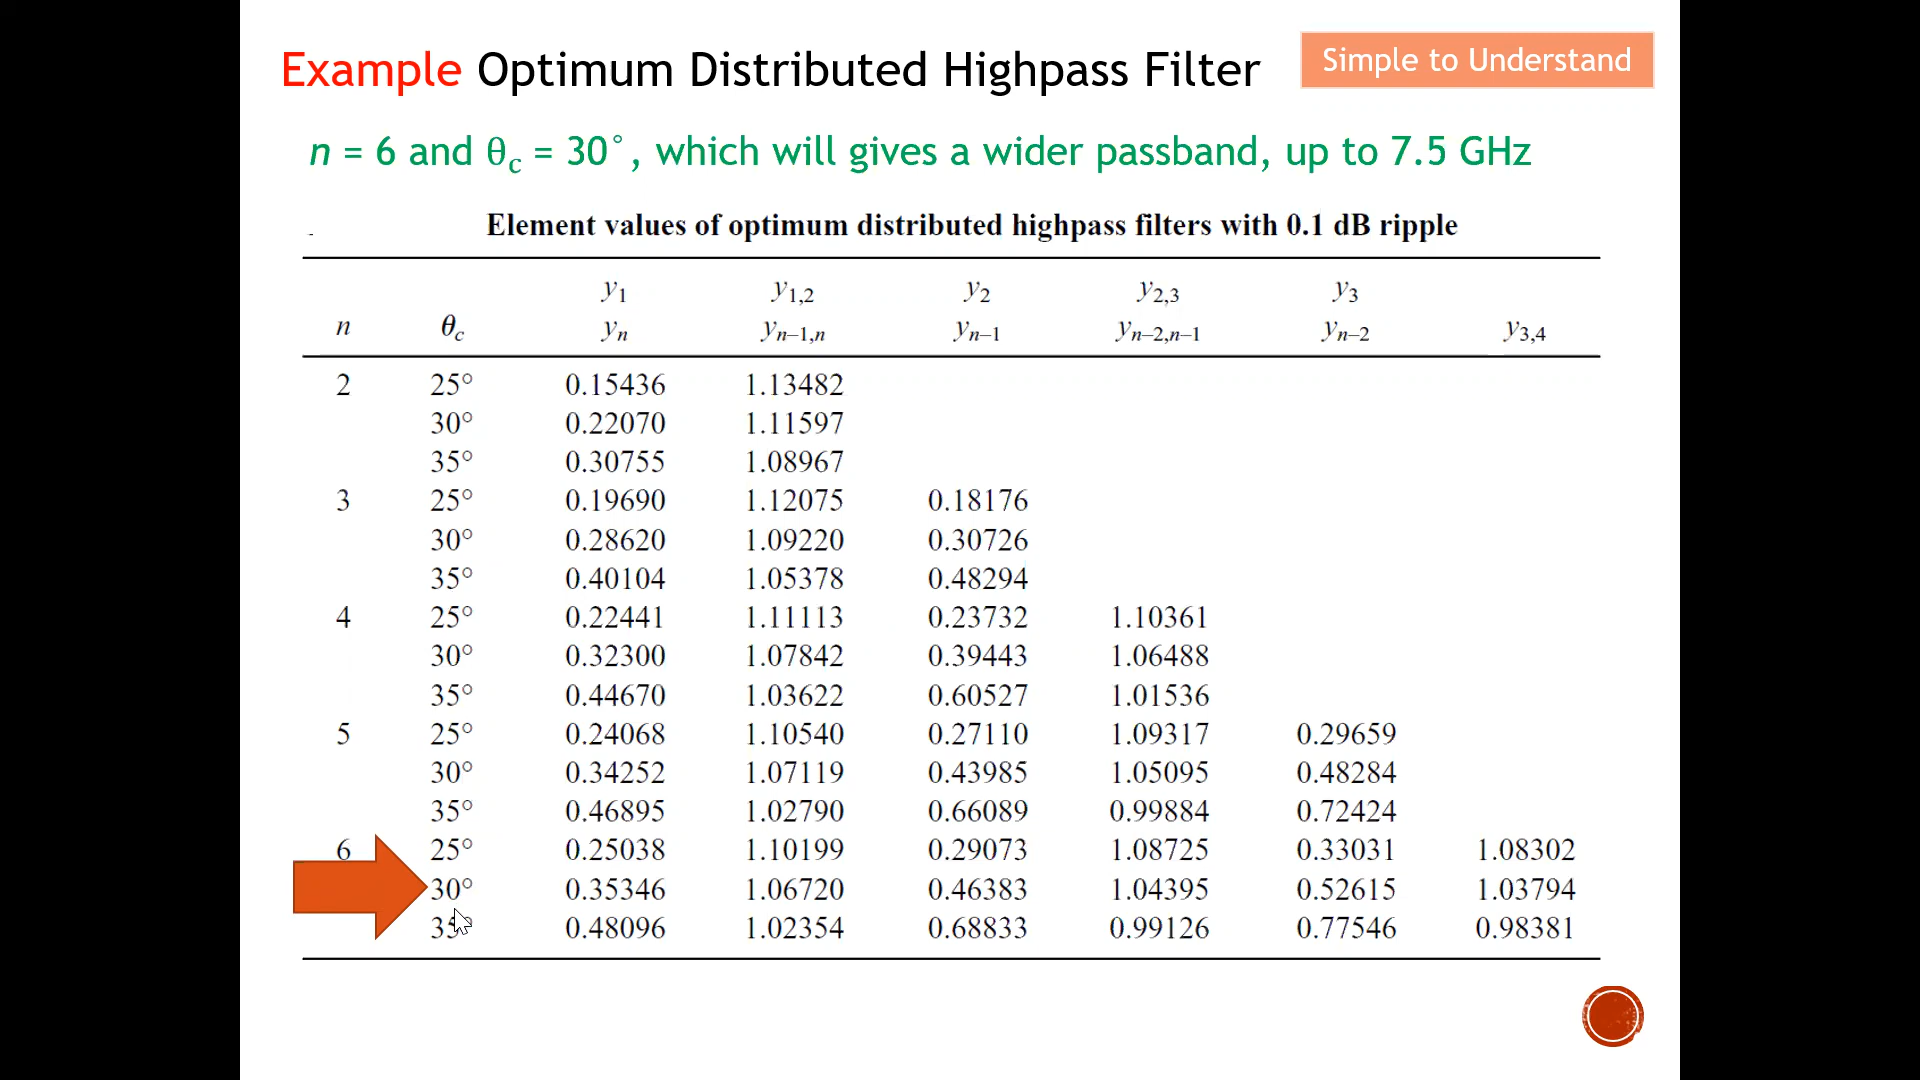 Example Optimum Distributed Highpass Filter
Simple to Understand
n = 6 and θc = 30°, which will gives a wider passband, up to 7.5 GHz
Element values of optimum distributed highpass filters with 0.1 dB ripple
y1 y1,2 y2 y2,3 y3
n θc yn yn–1,n yn–1 yn–2,n–1 yn–2 y3,4
2 25° 0.15436 1.13482
30° 0.22070 1.11597
35° 0.30755 1.08967
3 25° 0.19690 1.12075 0.18176
30° 0.28620 1.09220 0.30726
35° 0.40104 1.05378 0.48294
4 25° 0.22441 1.11113 0.23732 1.10361
30° 0.32300 1.07842 0.39443 1.06488
35° 0.44670 1.03622 0.60527 1.01536
5 25° 0.24068 1.10540 0.27110 1.09317 0.29659
30° 0.34252 1.07119 0.43985 1.05095 0.48284
35° 0.46895 1.02790 0.66089 0.99884 0.72424
6 25° 0.25038 1.10199 0.29073 1.08725 0.33031 1.08302
30° 0.35346 1.06720 0.46383 1.04395 0.52615 1.03794
35° 0.48096 1.02354 0.68833 0.99126 0.77546 0.98381